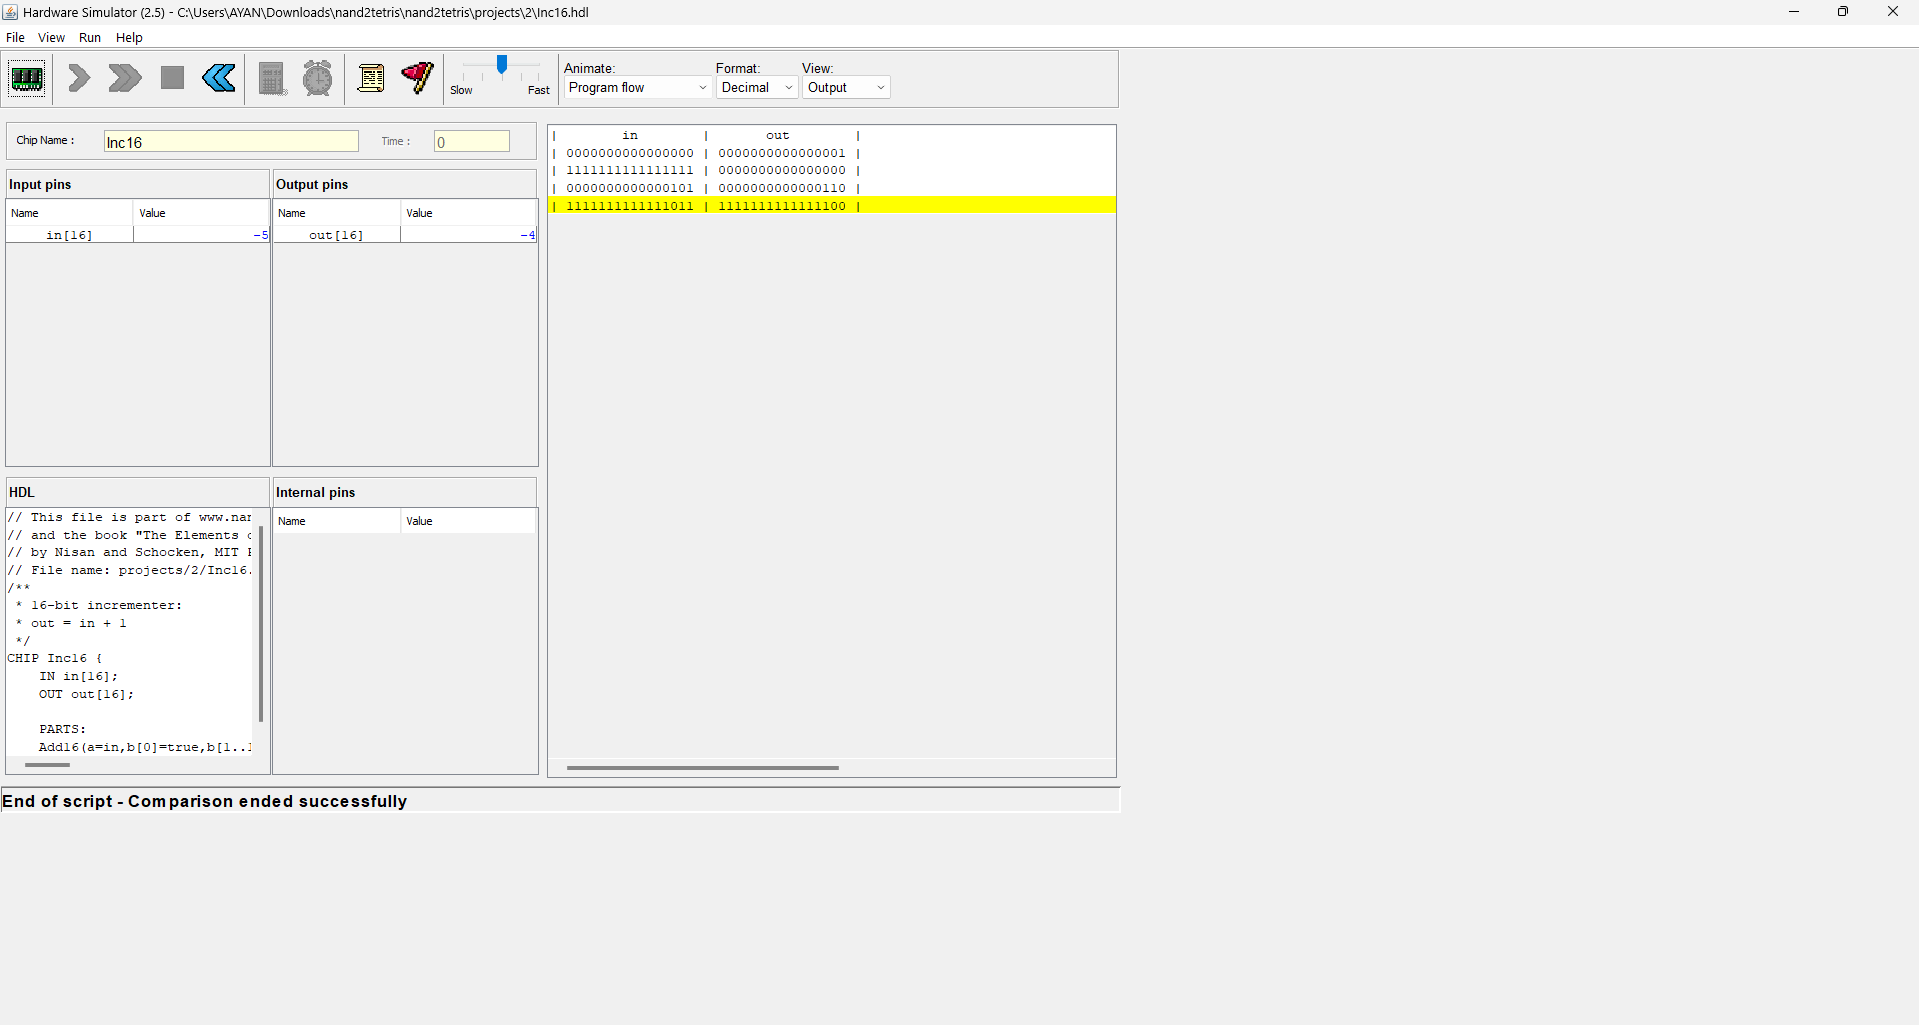 Hardware Simulator (2.5) - C:\Users\AYAN\Downloads\nand2tetris\nand2tetris\projects\2\Inc16.hdl
File View Run Help
Slow Fast
Animate: Format: View:
Program flow Decimal Output
Chip Name : Inc16 Time : 0
Input pins
Name Value
in[16] -5
Output pins
Name Value
out[16] -4
HDL
// This file is part of
// and the book "The Elements
// by Nisan and Schocken, MIT
// File name: projects/2/Inc16.
/**
* 16-bit incrementer:
* out = in + 1
*/
CHIP Inc16 {
IN in[16];
OUT out[16];
PARTS:
Add16(a=in,b[0]=true,b[1..
Internal pins
Name Value
| in | out |
| 0000000000000000 | 0000000000000001 |
| 1111111111111111 | 0000000000000000 |
| 0000000000000101 | 0000000000000110 |
| 1111111111111011 | 1111111111111100 |
End of script - Comparison ended successfully